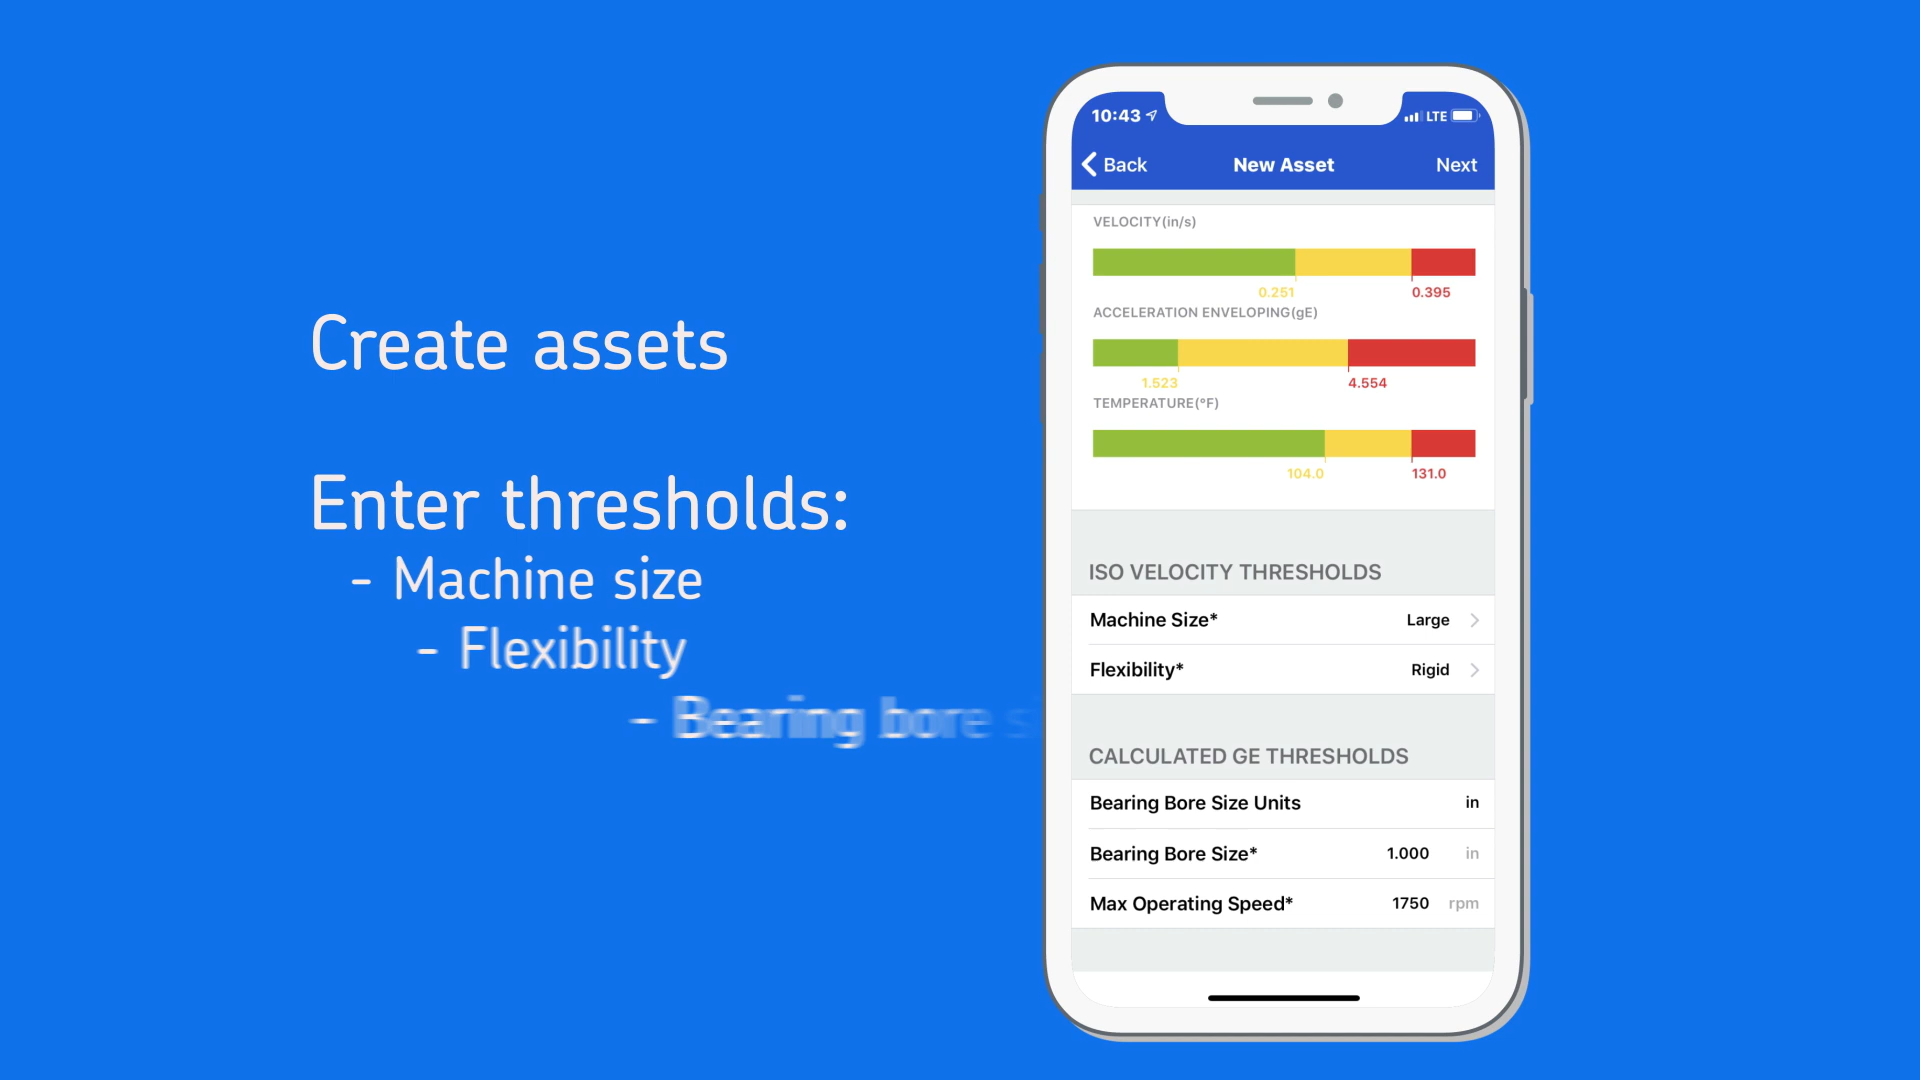 Create assets
Enter thresholds:
- Machine size
- Flexibility
- Bearing bore
10:43
LTE
Back
New Asset
Next
VELOCITY(in/s)
0.251
0.395
ACCELERATION ENVELOPING(gE)
1.523
4.554
TEMPERATURE(°F)
104.0
131.0
ISO VELOCITY THRESHOLDS
Machine Size* Large
Flexibility* Rigid
CALCULATED GE THRESHOLDS
Bearing Bore Size Units in
Bearing Bore Size* 1.000 in
Max Operating Speed* 1750 rpm